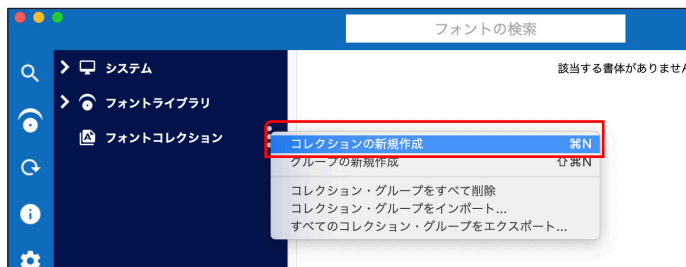 フォントの検索
システム
該当する書体がありませ
フォントライブラリ
フォントコレクション
コレクションの新規作成 ⌘N
グループの新規作成 ⇧⌘N
コレクション・グループをすべて削除
コレクション・グループをインポート...
すべてのコレクション・グループをエクスポート...